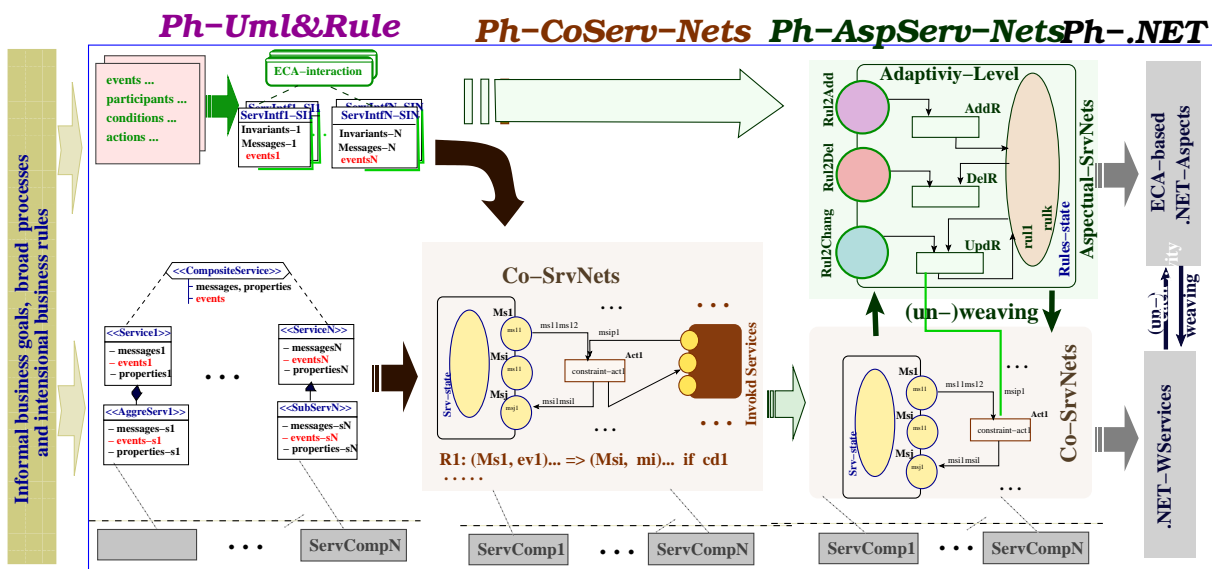 Ph-Uml&Rule
Ph-CoServ-Nets
Ph-AspServ-Nets
Ph-.NET
Informal business goals, broad processes
and intensional business rules
events ...
participants ...
conditions ...
actions ...
ECA-interaction
ServIntf1-SI1
Invariants-1
Messages-1
events1
. .
ServIntfN-SIN
Invariants-N
Messages-N
eventsN
<<CompositeService>>
messages, properties
events
<<Service1>>
– messages1
– events1
– properties1
<<AggreServ1>>
– messages-s1
– events-s1
– properties-s1
• • •
<<ServiceN>>
– messagesN
– eventsN
– propertiesN
<<SubServN>>
– messages-sN
– events-sN
– properties-sN
• • •
ServCompN
Co-SrvNets
Srv-state
Ms1
ms11
Msi
ms11
Msj
msj1
ms11ms12
msip1
Act1
constraint-act1
msi1msil
• • •
• • •
• • •
• • •
Invokd Services
R1: (Ms1, ev1)... => (Msi, mi)... if cd1
. . . . .
ServComp1
• • •
ServCompN
Adaptiviy-Level
Rul2Add
Rul2Del
Rul2Chang
AddR
DelR
UpdR
rul1
rulk
Rules-state
Aspectual-SrvNets
(un-)weaving
Srv-state
Ms1
ms11
Msi
ms11
Msj
msj1
ms11ms12
msip1
Act1
constraint-act1
msi1msil
• • •
• • •
Co-SrvNets
ServComp1
• • •
ServCompN
ECA-based
.NET-Aspects
(un-)
weaving
.NET-WServices